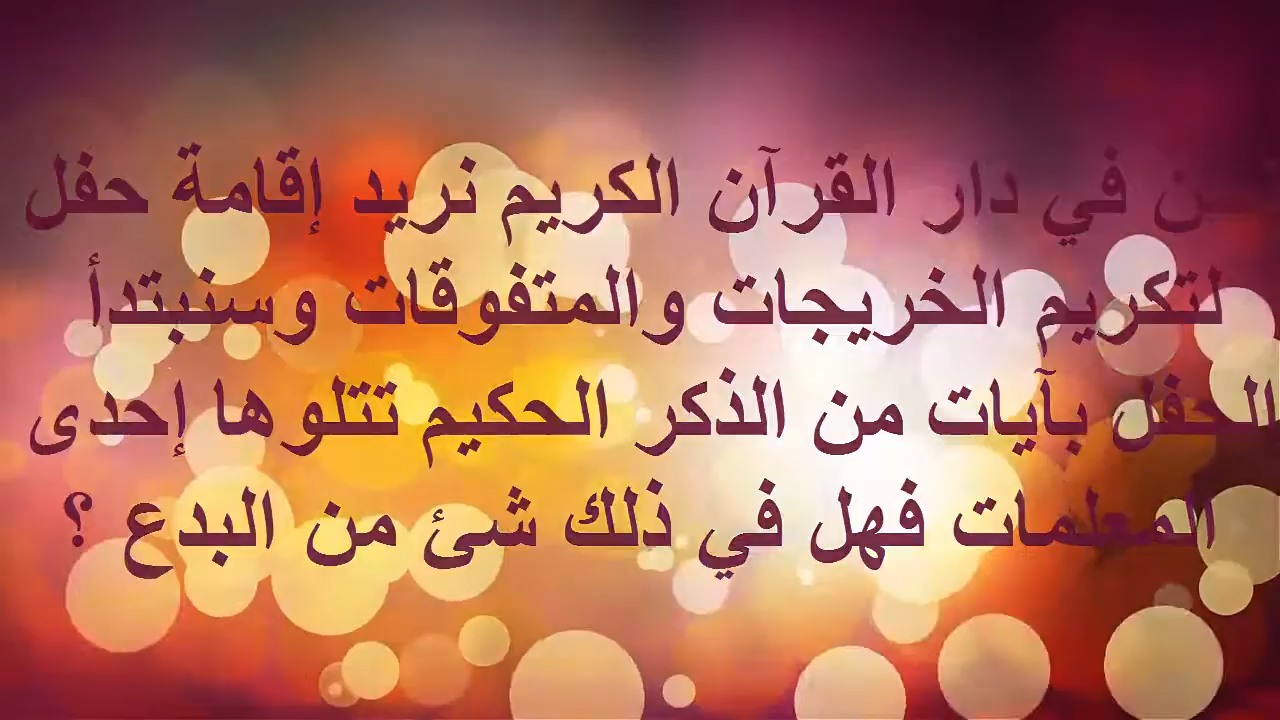 في دار القرآن الكريم نريد إقامة حفل
لتكريم الخريجات والمتفوقات وسنبتدأ
الحفل بآيات من الذكر الحكيم تتلوها إحدى
المعلمات فهل في ذلك شئ من البدع ؟